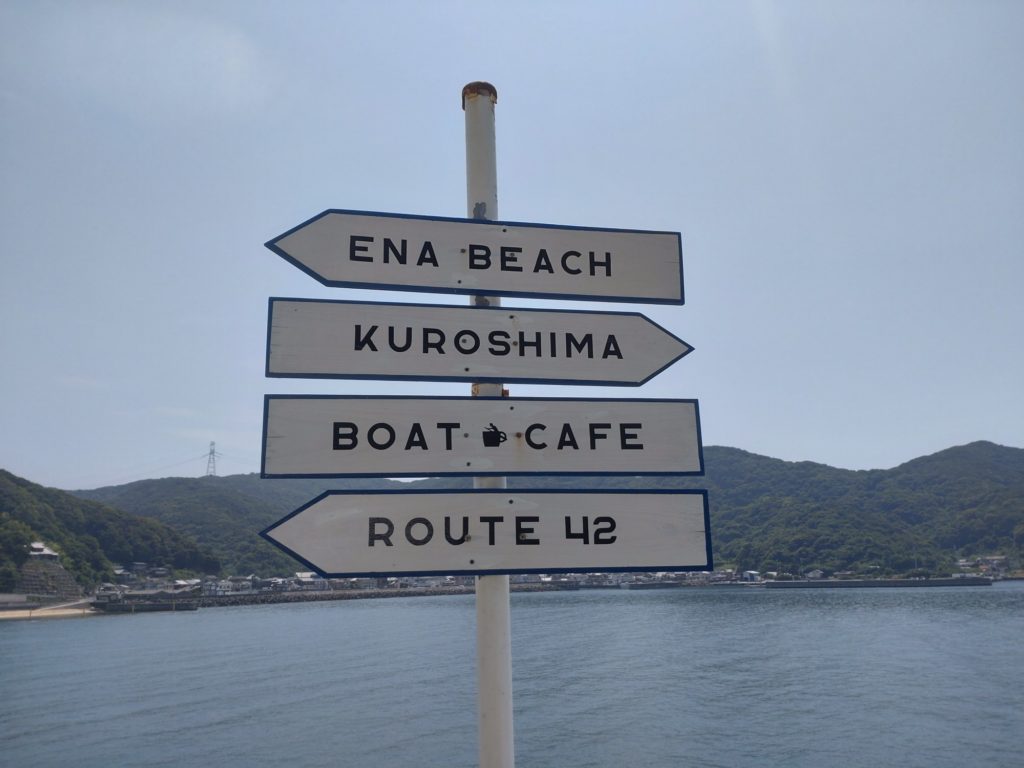 ENA BEACH
KUROSHIMA
BOAT CAFE
ROUTE 42